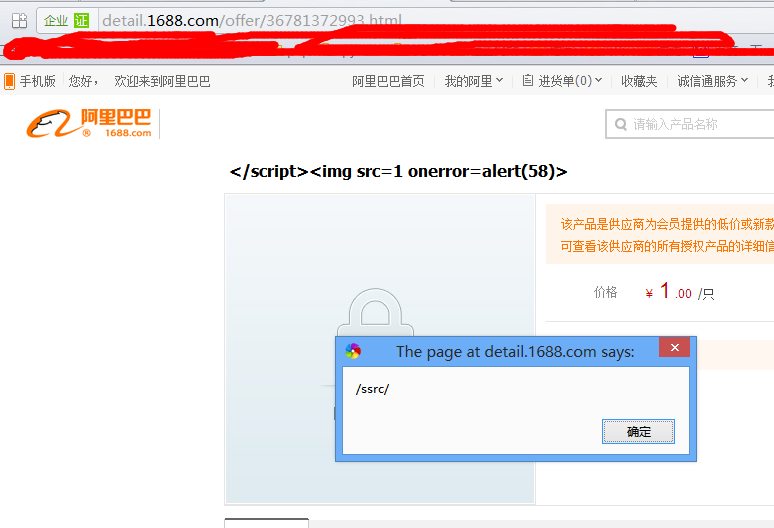 企业 证 detail.1688.com/offer/36781372993.html
手机版 您好， 欢迎来到阿里巴巴 阿里巴巴首页 我的阿里 进货单(0) 收藏夹 诚信通服务
阿里巴巴
® 1688.com
请输入产品名称
</script><img src=1 onerror=alert(58)>
该产品是供应商为会员提供的低价或新款
可查看该供应商的所有授权产品的详细信
价格 ¥ 1.00 /只
The page at detail.1688.com says:
/ssrc/
确定